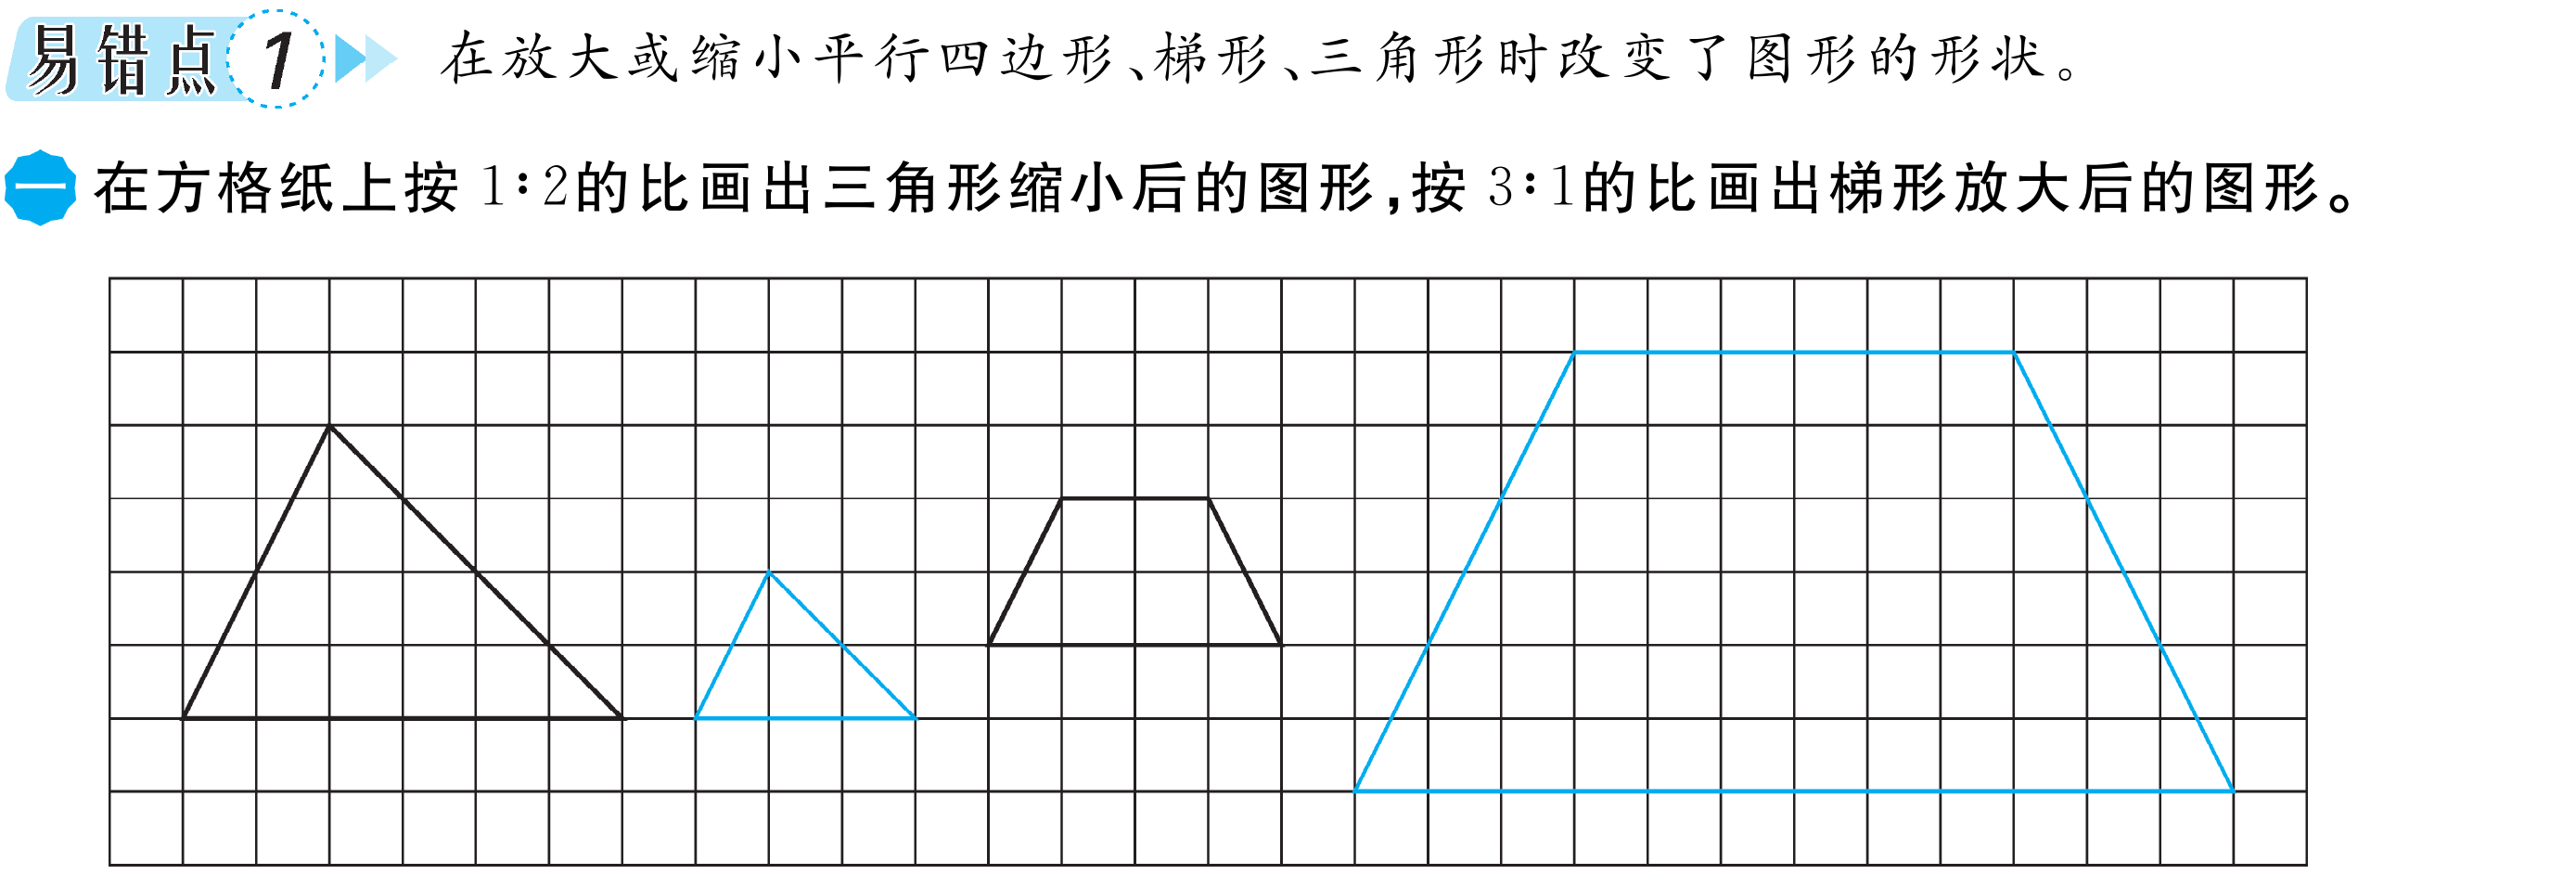 易错点1 在放大或缩小平行四边形、梯形、三角形时改变了图形的形状。
一 在方格纸上按 1∶2的比画出三角形缩小后的图形,按 3∶1的比画出梯形放大后的图形。